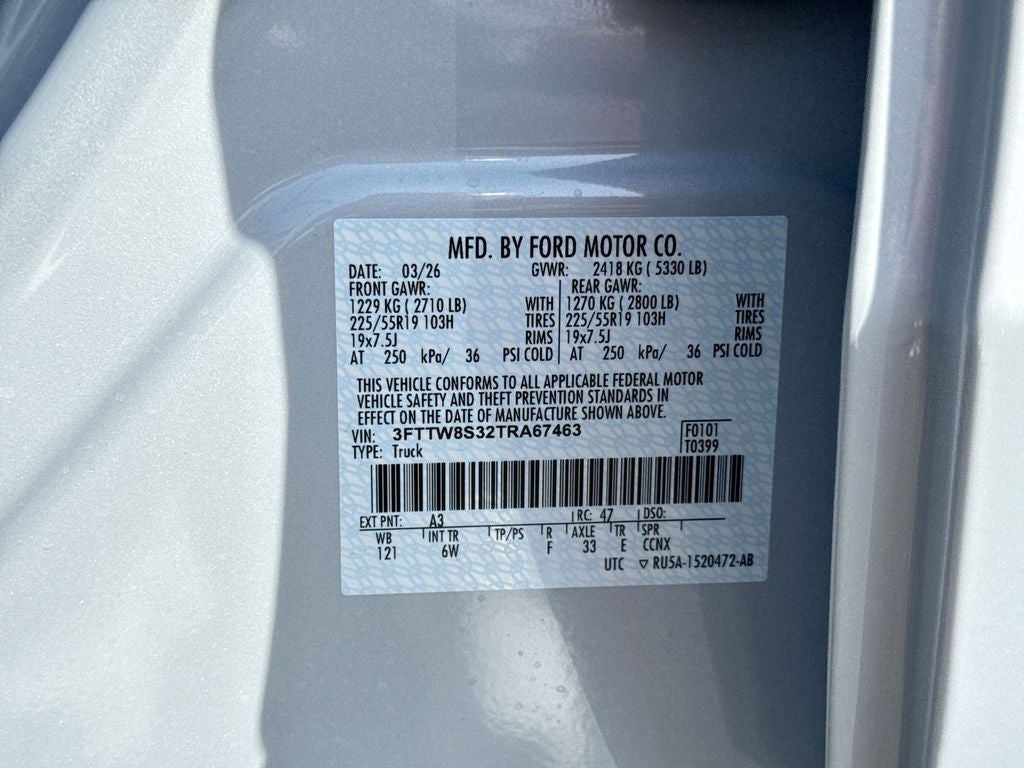 MFD. BY FORD MOTOR CO.
DATE: 03/26 GVWR: 2418 KG ( 5330 LB)
FRONT GAWR: REAR GAWR:
1229 KG ( 2710 LB) WITH 1270 KG ( 2800 LB) WITH
225/55R19 103H TIRES 225/55R19 103H TIRES
19x7.5J RIMS 19x7.5J RIMS
AT 250 kPa/ 36 PSI COLD AT 250 kPa/ 36 PSI COLD
THIS VEHICLE CONFORMS TO ALL APPLICABLE FEDERAL MOTOR
VEHICLE SAFETY AND THEFT PREVENTION STANDARDS IN
EFFECT ON THE DATE OF MANUFACTURE SHOWN ABOVE.
VIN: 3FTTW8S32TRA67463 F0101
TYPE: Truck T0399
EXT PNT: A3 RC: 47 DSO:
WB INT TR TP/PS R AXLE TR SPR
121 6W F 33 E CCNX
UTC ▽ RU5A-1520472-AB